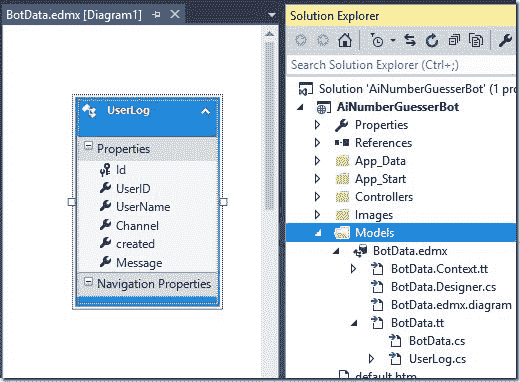 BotData.edmx [Diagram1]
UserLog
Properties
Id
UserID
UserName
Channel
created
Message
Navigation Properties
Solution Explorer
Search Solution Explorer (Ctrl+;)
Solution 'AiNumberGuesserBot' (1 pro
AiNumberGuesserBot
Properties
References
App_Data
App_Start
Controllers
Images
Models
BotData.edmx
BotData.Context.tt
BotData.Designer.cs
BotData.edmx.diagram
BotData.tt
BotData.cs
UserLog.cs
default.htm